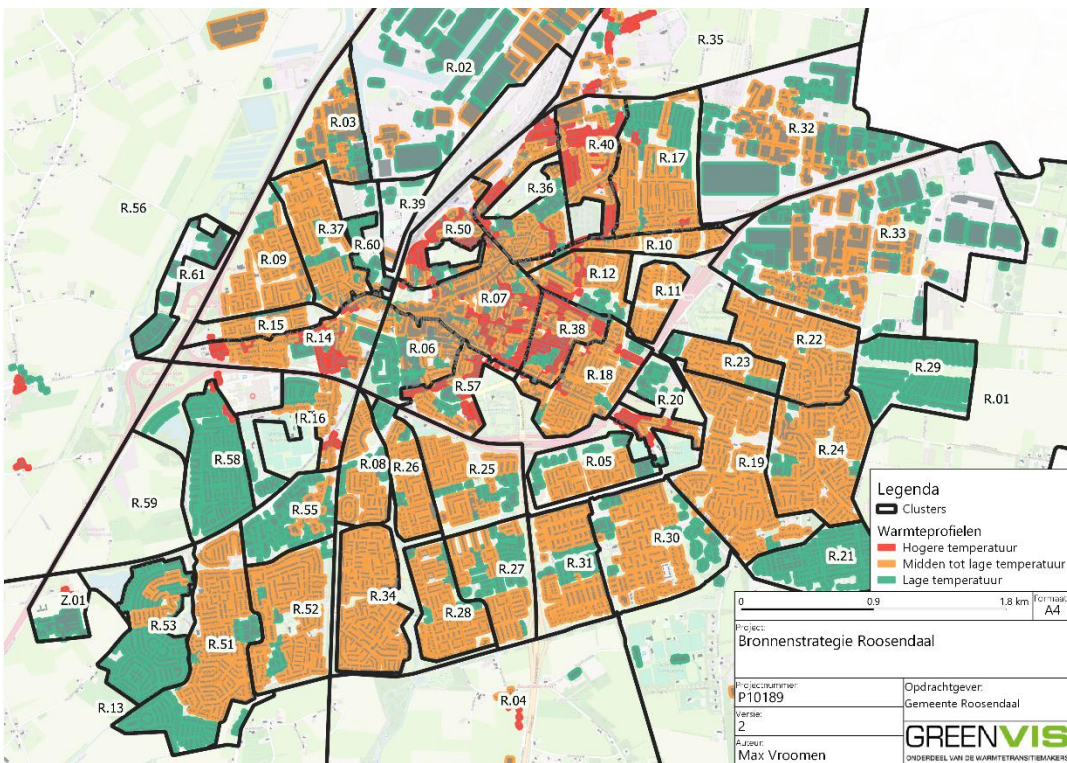 R.35
R.02
R.03
R.32
R.40
R.17
R.36
R.39
R.56
R.37
R.60
R.50
R.33
R.61
R.09
R.10
R.12
R.11
R.07
R.15
R.14
R.38
R.06
R.22
R.23
R.29
R.57
R.18
R.20
R.01
R.16
R.58
R.08
R.26
R.25
R.05
R.19
R.24
R.59
R.55
R.30
R.27
R.31
R.21
Z.01
R.53
R.52
R.34
R.28
R.51
R.13
R.04
Legenda
Clusters
Warmteprofielen
Hogere temperatuur
Midden tot lage temperatuur
Lage temperatuur
0 0.9 1.8 km
Formaat:
A4
Project:
Bronnenstrategie Roosendaal
Projectnummer:
P10189
Opdrachtgever:
Gemeente Roosendaal
Versie:
2
Auteur:
Max Vroomen
GREENVIS
ONDERDEEL VAN DE WARMTETRANSITIEMAKERS